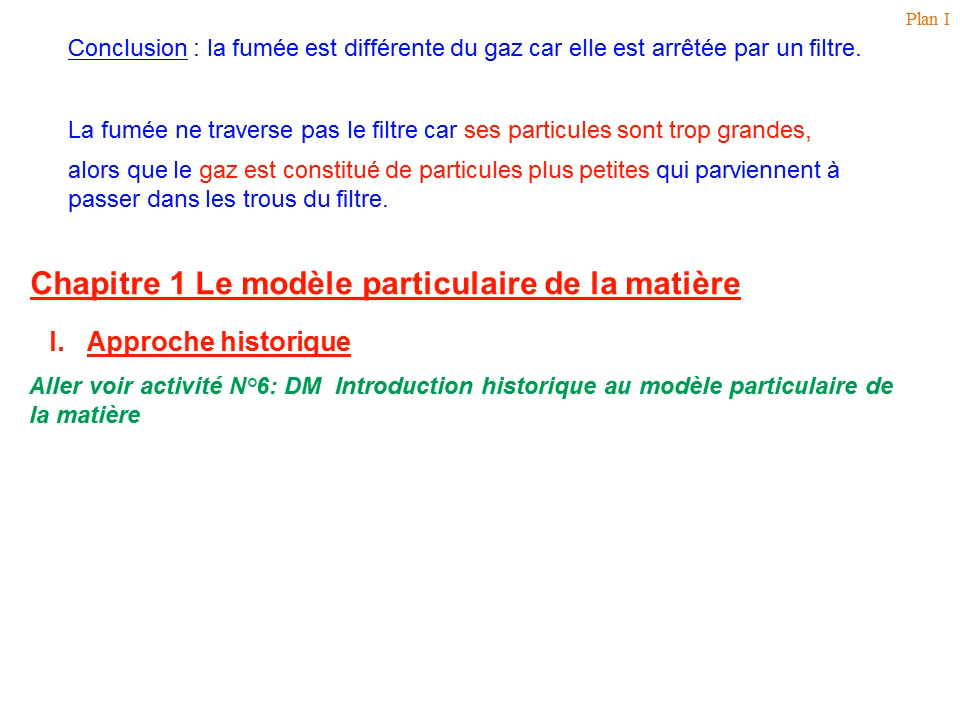 Plan I
Conclusion : la fumée est différente du gaz car elle est arrêtée par un filtre.
La fumée ne traverse pas le filtre car ses particules sont trop grandes,
alors que le gaz est constitué de particules plus petites qui parviennent à
passer dans les trous du filtre.
Chapitre 1 Le modèle particulaire de la matière
I. Approche historique
Aller voir activité N°6: DM Introduction historique au modèle particulaire de
la matière